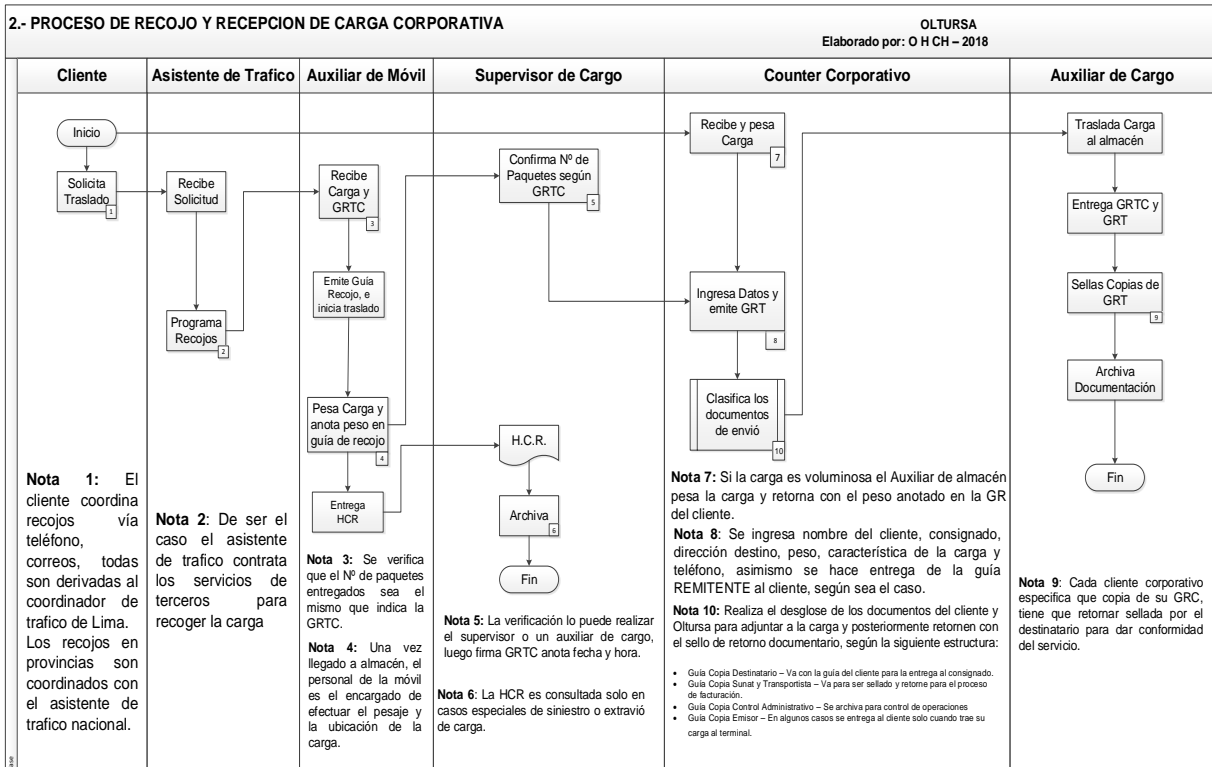 2.- PROCESO DE RECOJO Y RECEPCION DE CARGA CORPORATIVA
OLTURSA
Elaborado por: O H CH – 2018
Cliente
Asistente de Trafico
Auxiliar de Móvil
Supervisor de Cargo
Counter Corporativo
Auxiliar de Cargo
Inicio
Solicita
Traslado
1
Nota 1: El
cliente coordina
recojos vía
teléfono,
correos, todas
son derivadas al
coordinador de
trafico de Lima.
Los recojos en
provincias son
coordinados con
el asistente de
trafico nacional.
Recibe
Solicitud
Programa
Recojos
2
Nota 2: De ser el
caso el asistente
de trafico contrata
los servicios de
terceros para
recoger la carga
Recibe
Carga y
GRTC
3
Emite Guía
Recojo, e
inicia traslado
Pesa Carga y
anota peso en
guía de recojo
4
Entrega
HCR
Nota 3: Se verifica
que el Nº de paquetes
entregados sea el
mismo que indica la
GRTC.
Nota 4: Una vez
llegado a almacén, el
personal de la móvil
es el encargado de
efectuar el pesaje y
la ubicación de la
carga.
Confirma Nº de
Paquetes según
GRTC
5
H.C.R.
Archiva
6
Fin
Nota 5: La verificación lo puede realizar
el supervisor o un auxiliar de cargo,
luego firma GRTC anota fecha y hora.
Nota 6: La HCR es consultada solo en
casos especiales de siniestro o extravió
de carga.
Recibe y pesa
Carga
7
Ingresa Datos y
emite GRT
8
Clasifica los
documentos
de envió
10
Nota 7: Si la carga es voluminosa el Auxiliar de almacén
pesa la carga y retorna con el peso anotado en la GR
del cliente.
Nota 8: Se ingresa nombre del cliente, consignado,
dirección destino, peso, característica de la carga y
teléfono, asimismo se hace entrega de la guía
REMITENTE al cliente, según sea el caso.
Nota 10: Realiza el desglose de los documentos del cliente y
Oltursa para adjuntar a la carga y posteriormente retornen con
el sello de retorno documentario, según la siguiente estructura:
• Guía Copia Destinatario – Va con la guía del cliente para la entrega al consignado.
• Guía Copia Sunat y Transportista – Va para ser sellado y retorne para el proceso
de facturación.
• Guía Copia Control Administrativo – Se archiva para control de operaciones
• Guía Copia Emisor – En algunos casos se entrega al cliente solo cuando trae su
carga al terminal.
Traslada Carga
al almacén
Entrega GRTC y
GRT
Sellas Copias de
GRT
9
Archiva
Documentación
Fin
Nota 9: Cada cliente corporativo
especifica que copia de su GRC,
tiene que retornar sellada por el
destinatario para dar conformidad
del servicio.